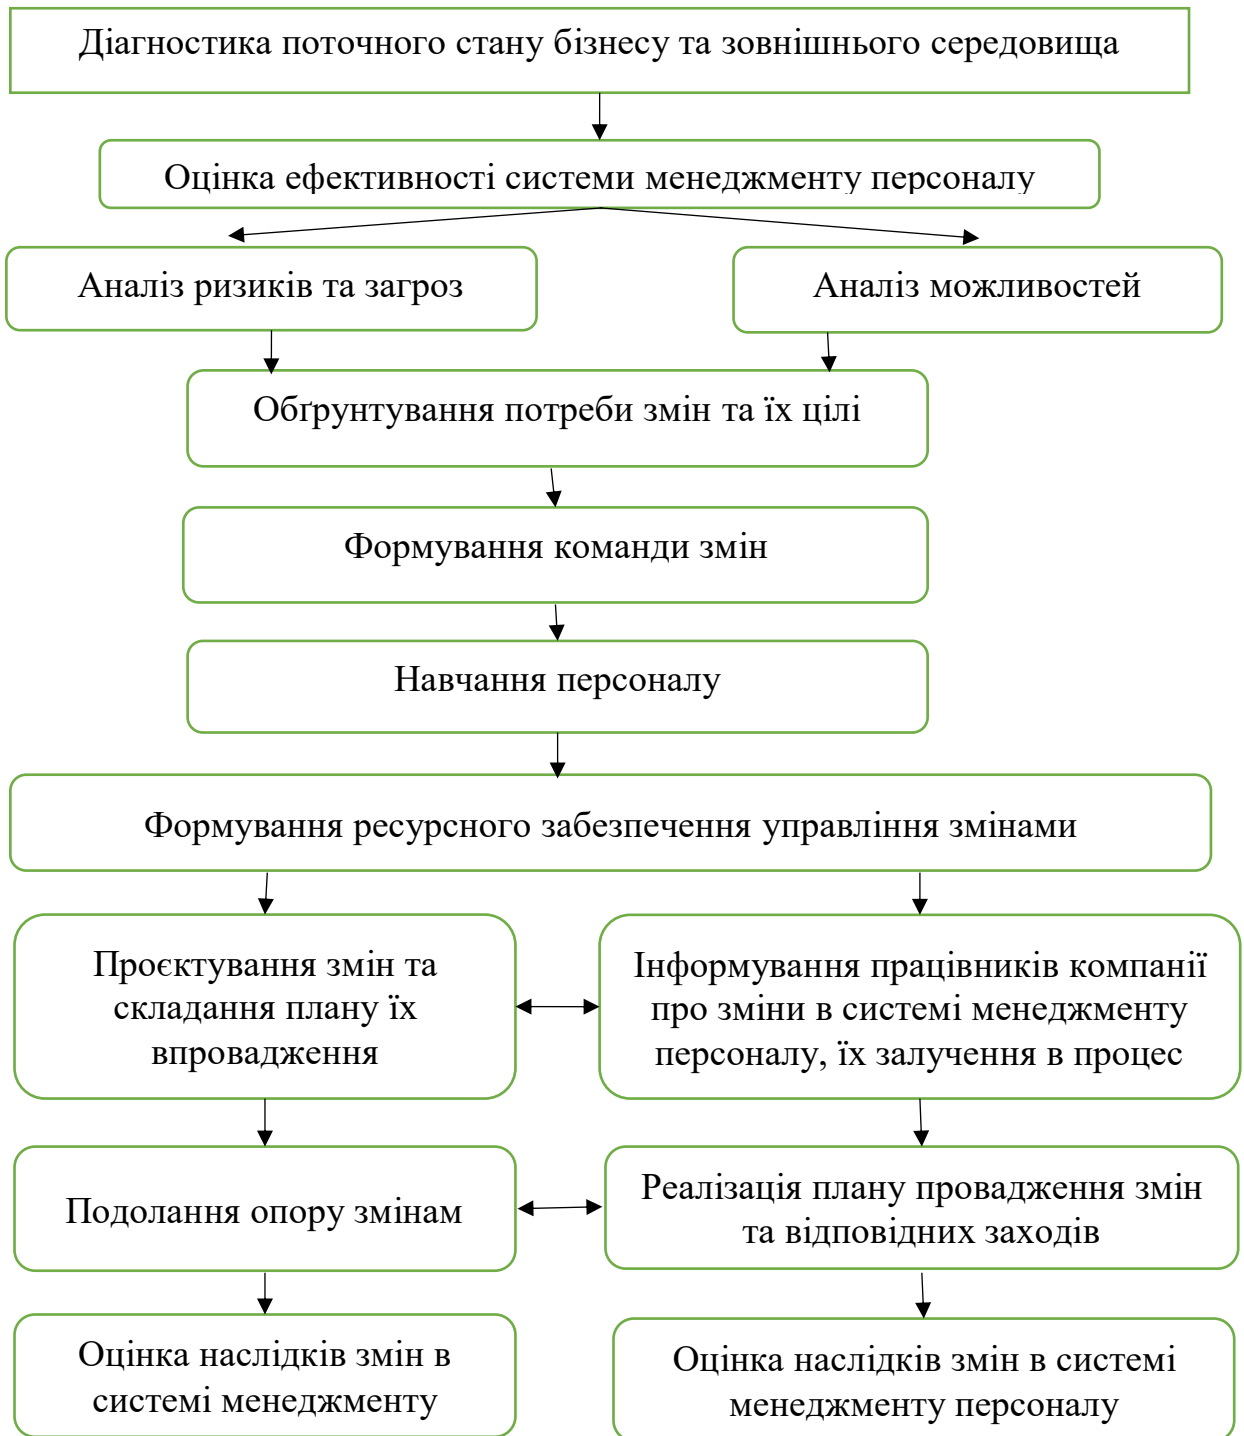 Діагностика поточного стану бізнесу та зовнішнього середовища
Оцінка ефективності системи менеджменту персоналу
Аналіз ризиків та загроз
Аналіз можливостей
Обґрунтування потреби змін та їх цілі
Формування команди змін
Навчання персоналу
Формування ресурсного забезпечення управління змінами
Проєктування змін та
складання плану їх
впровадження
Інформування працівників компанії
про зміни в системі менеджменту
персоналу, їх залучення в процес
Подолання опору змінам
Реалізація плану провадження змін
та відповідних заходів
Оцінка наслідків змін в
системі менеджменту
Оцінка наслідків змін в системі
менеджменту персоналу